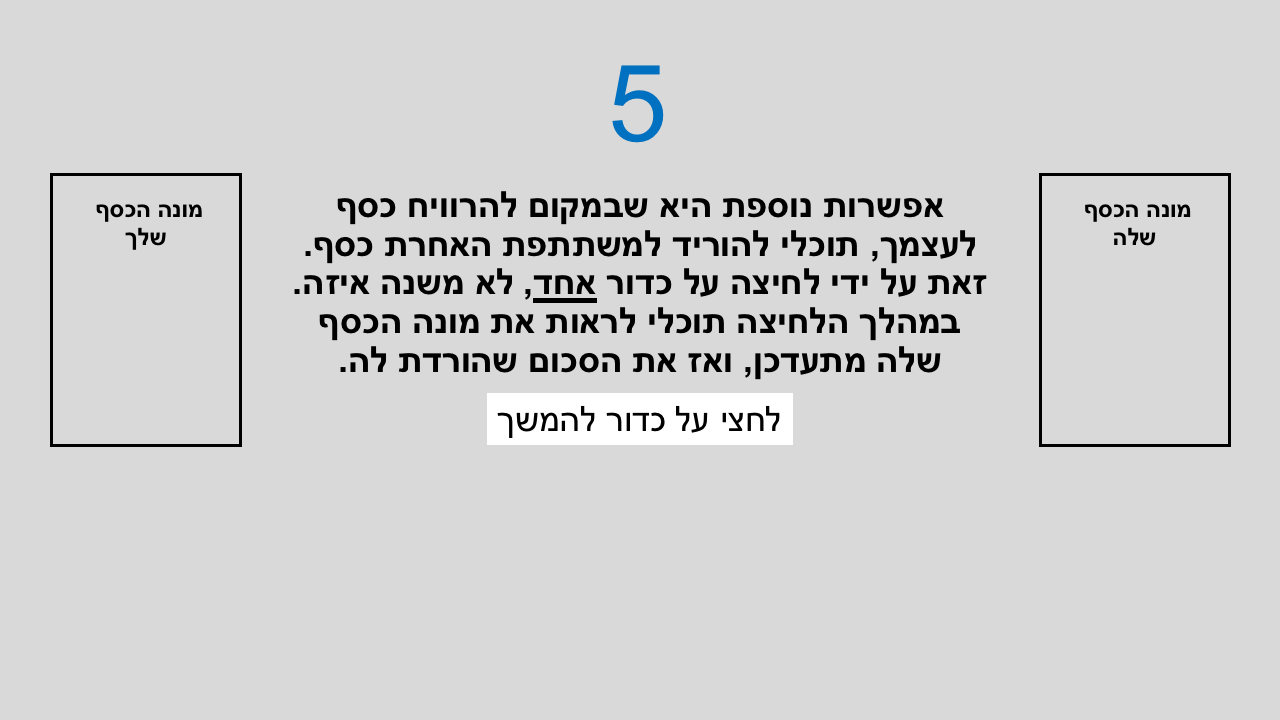 5
מונה הכסף
שלה
אפשרות נוספת היא שבמקום להרוויח כסף
לעצמך, תוכלי להוריד למשתתפת האחרת כסף.
זאת על ידי לחיצה על כדור אחד, לא משנה איזה.
במהלך הלחיצה תוכלי לראות את מונה הכסף
שלה מתעדכן, ואז את הסכום שהורדת לה.
לחצי על כדור להמשך
מונה הכסף
שלך